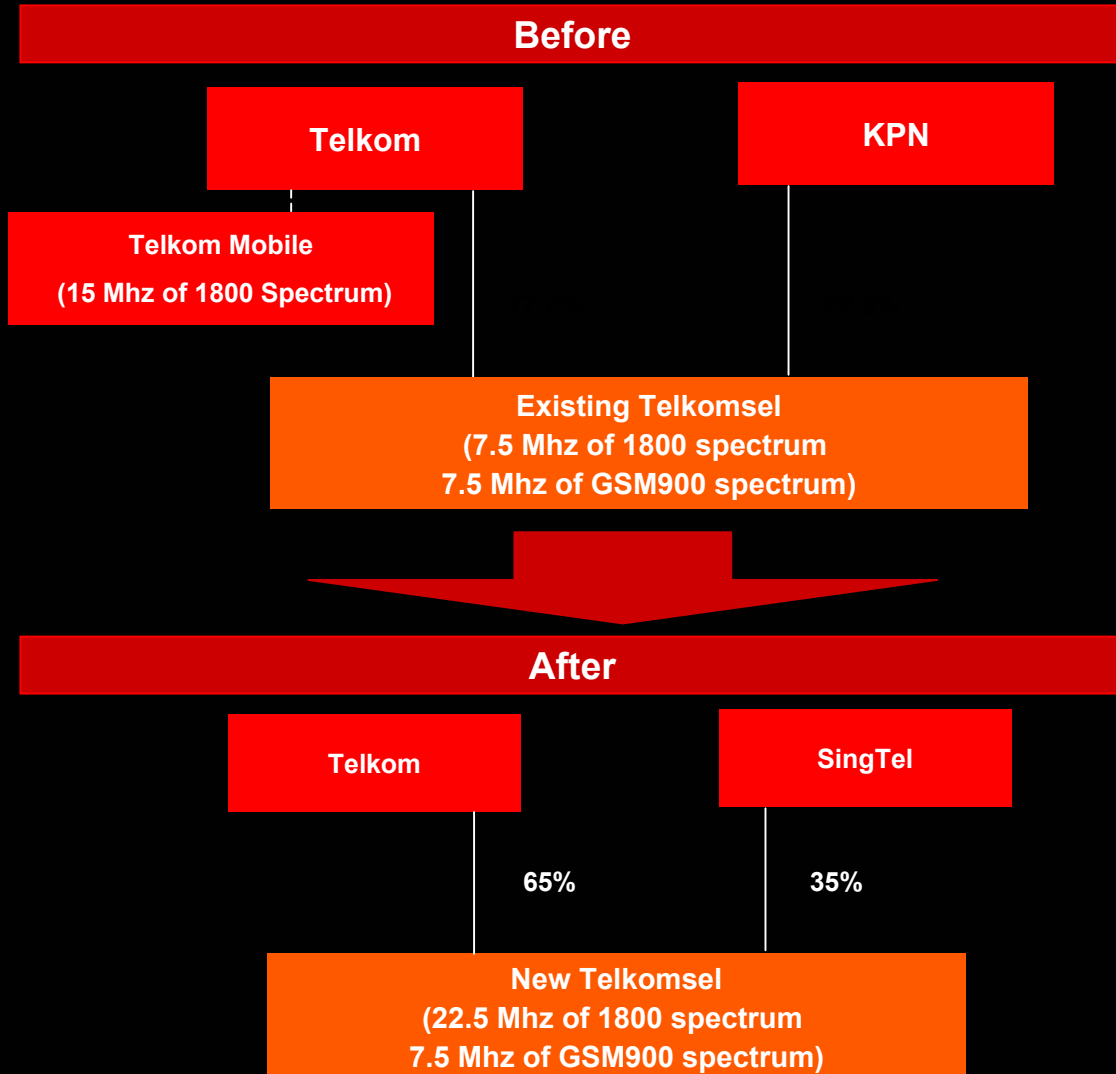 Before
Telkom
KPN
Telkom Mobile
(15 Mhz of 1800 Spectrum)
Existing Telkomsel
(7.5 Mhz of 1800 spectrum
7.5 Mhz of GSM900 spectrum)
After
Telkom
SingTel
65%
35%
New Telkomsel
(22.5 Mhz of 1800 spectrum
7.5 Mhz of GSM900 spectrum)